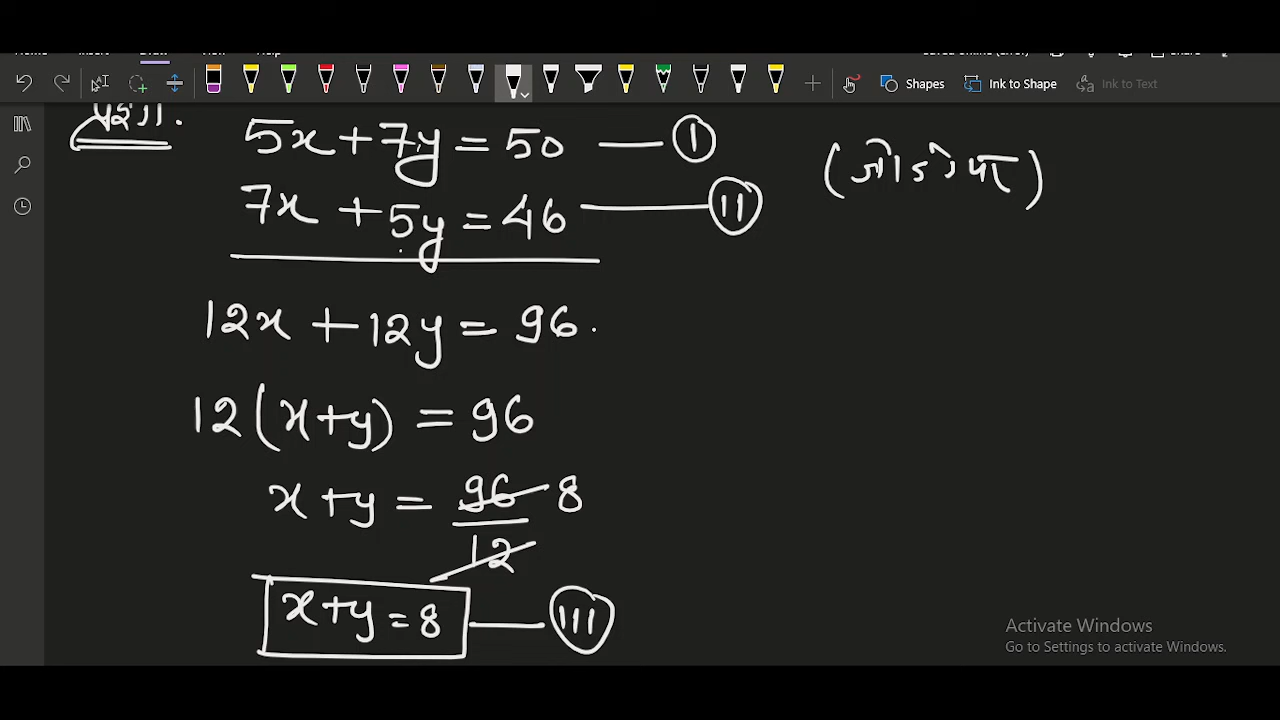 Shapes Ink to Shape Ink to Text
5x+7y=50 — I
(जोड़ने पर)
7x+5y=46 — II
12x+12y=96.
12(x+y)=96
x+y=96/12 8
x+y=8 — III
Activate Windows
Go to Settings to activate Windows.